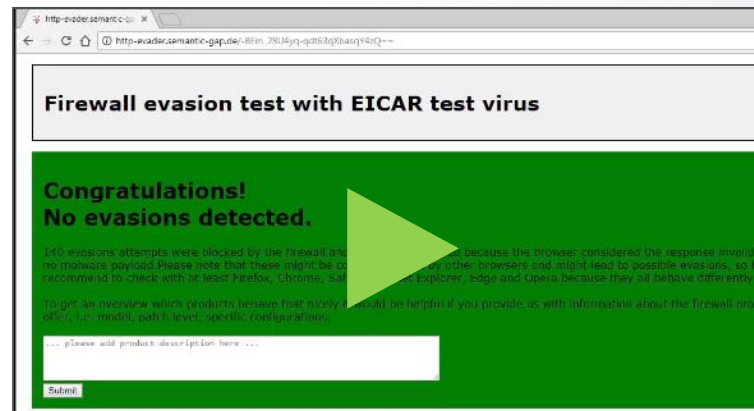 http-evader.semantic-ga
http-evader.semantic-gap.de/
Firewall evasion test with EICAR test virus
Congratulations!
No evasions detected.
140 evasions attempts were blocked by the firewall and because the browser considered the response invalid
no malware payload.Please note that these might be by other browsers and might lead to possible evasions, so
recommend to check with at least Firefox, Chrome, Explorer, Edge and Opera because they all behave differently
To get an overview which products behave that nicely it would be helpful if you provide us with information about the firewall
offer, i.e. model, patch level, specific configurations.
... please add product description here ...
Submit